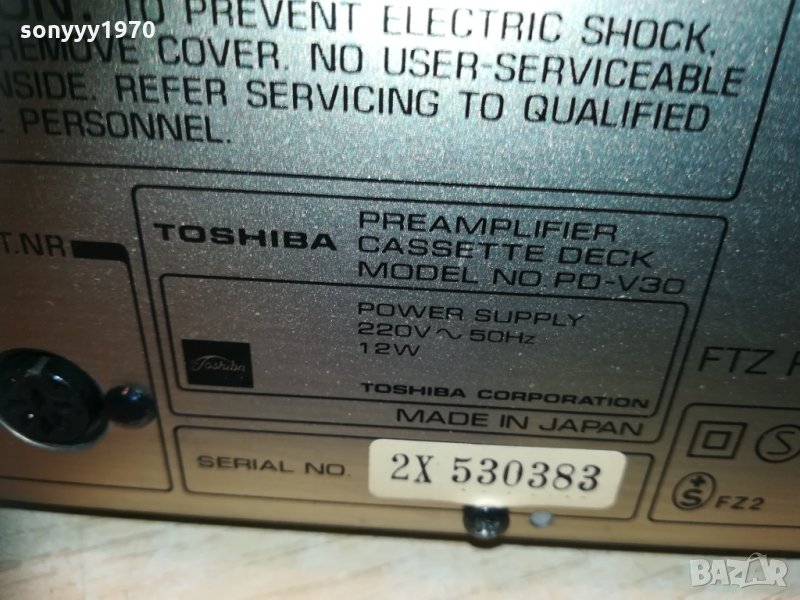 sonyyy1970
TO PREVENT ELECTRIC SHOCK,
REMOVE COVER. NO USER-SERVICEABLE
NSIDE. REFER SERVICING TO QUALIFIED
PERSONNEL.
T.NR
TOSHIBA
PREAMPLIFIER
CASSETTE DECK
MODEL NO. PD-V30
POWER SUPPLY
220V ~ 50Hz
12W
Toshiba
TOSHIBA CORPORATION
MADE IN JAPAN
SERIAL NO.
2X 530383
FTZ
S
S FZ2
BAZAR